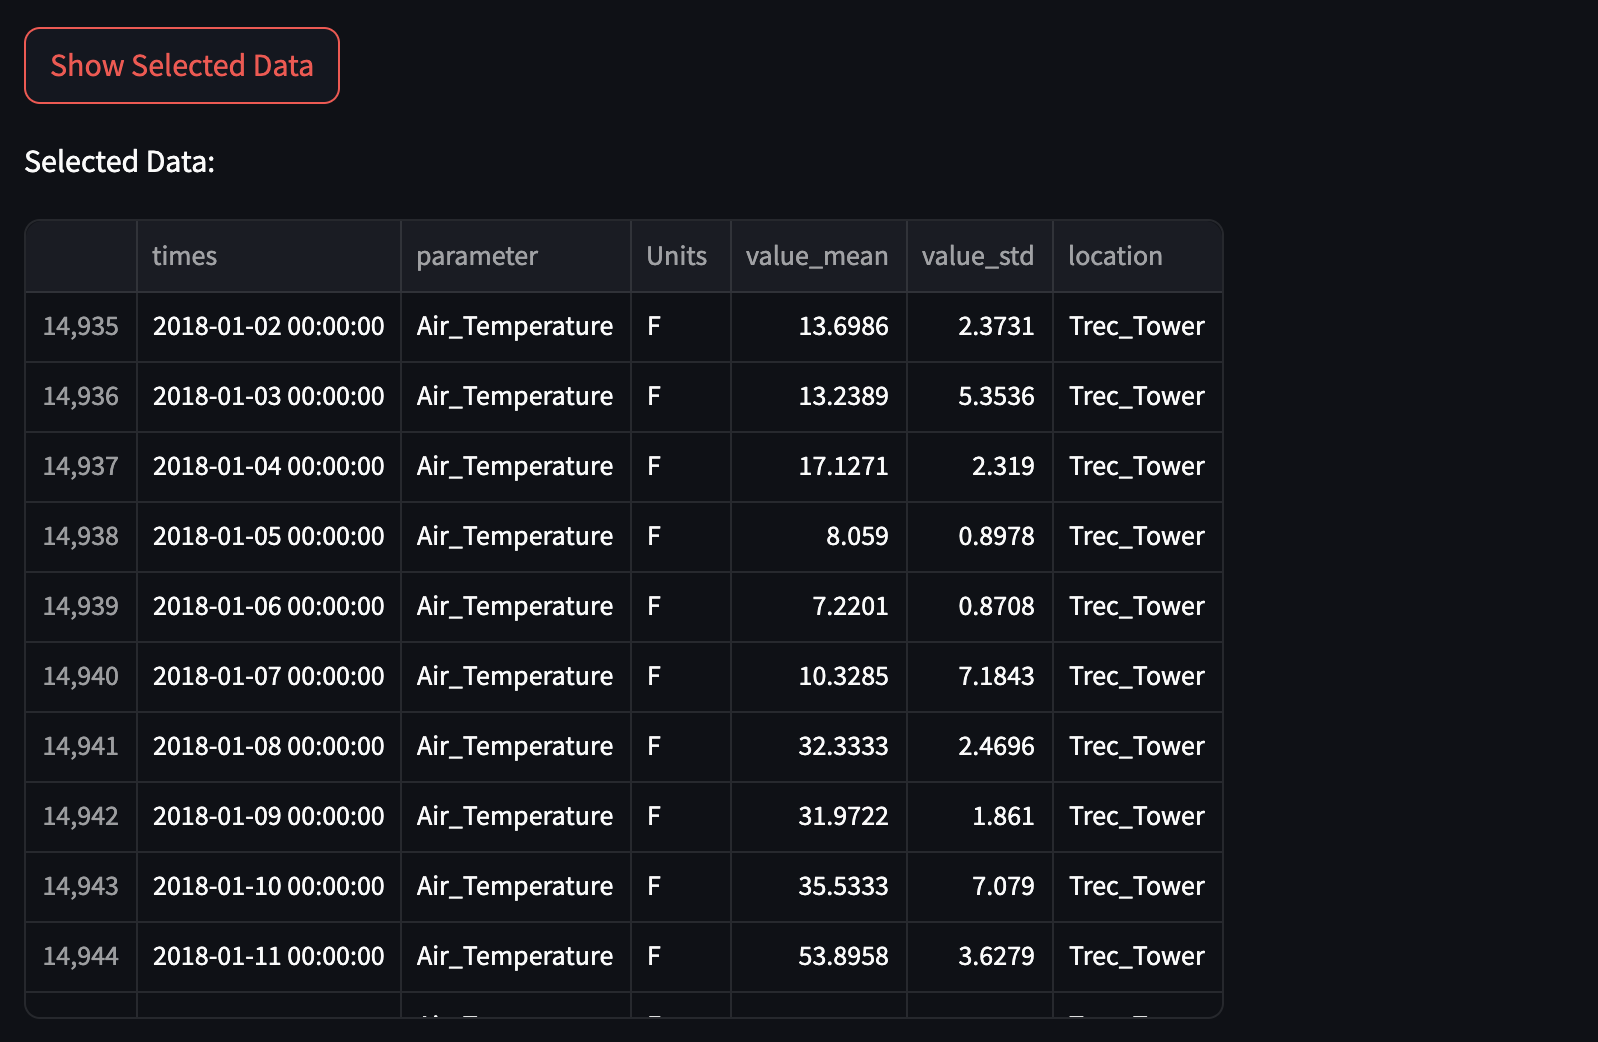 Show Selected Data
Selected Data:
times parameter Units value_mean value_std location
14,935 2018-01-02 00:00:00 Air_Temperature F 13.6986 2.3731 Trec_Tower
14,936 2018-01-03 00:00:00 Air_Temperature F 13.2389 5.3536 Trec_Tower
14,937 2018-01-04 00:00:00 Air_Temperature F 17.1271 2.319 Trec_Tower
14,938 2018-01-05 00:00:00 Air_Temperature F 8.059 0.8978 Trec_Tower
14,939 2018-01-06 00:00:00 Air_Temperature F 7.2201 0.8708 Trec_Tower
14,940 2018-01-07 00:00:00 Air_Temperature F 10.3285 7.1843 Trec_Tower
14,941 2018-01-08 00:00:00 Air_Temperature F 32.3333 2.4696 Trec_Tower
14,942 2018-01-09 00:00:00 Air_Temperature F 31.9722 1.861 Trec_Tower
14,943 2018-01-10 00:00:00 Air_Temperature F 35.5333 7.079 Trec_Tower
14,944 2018-01-11 00:00:00 Air_Temperature F 53.8958 3.6279 Trec_Tower